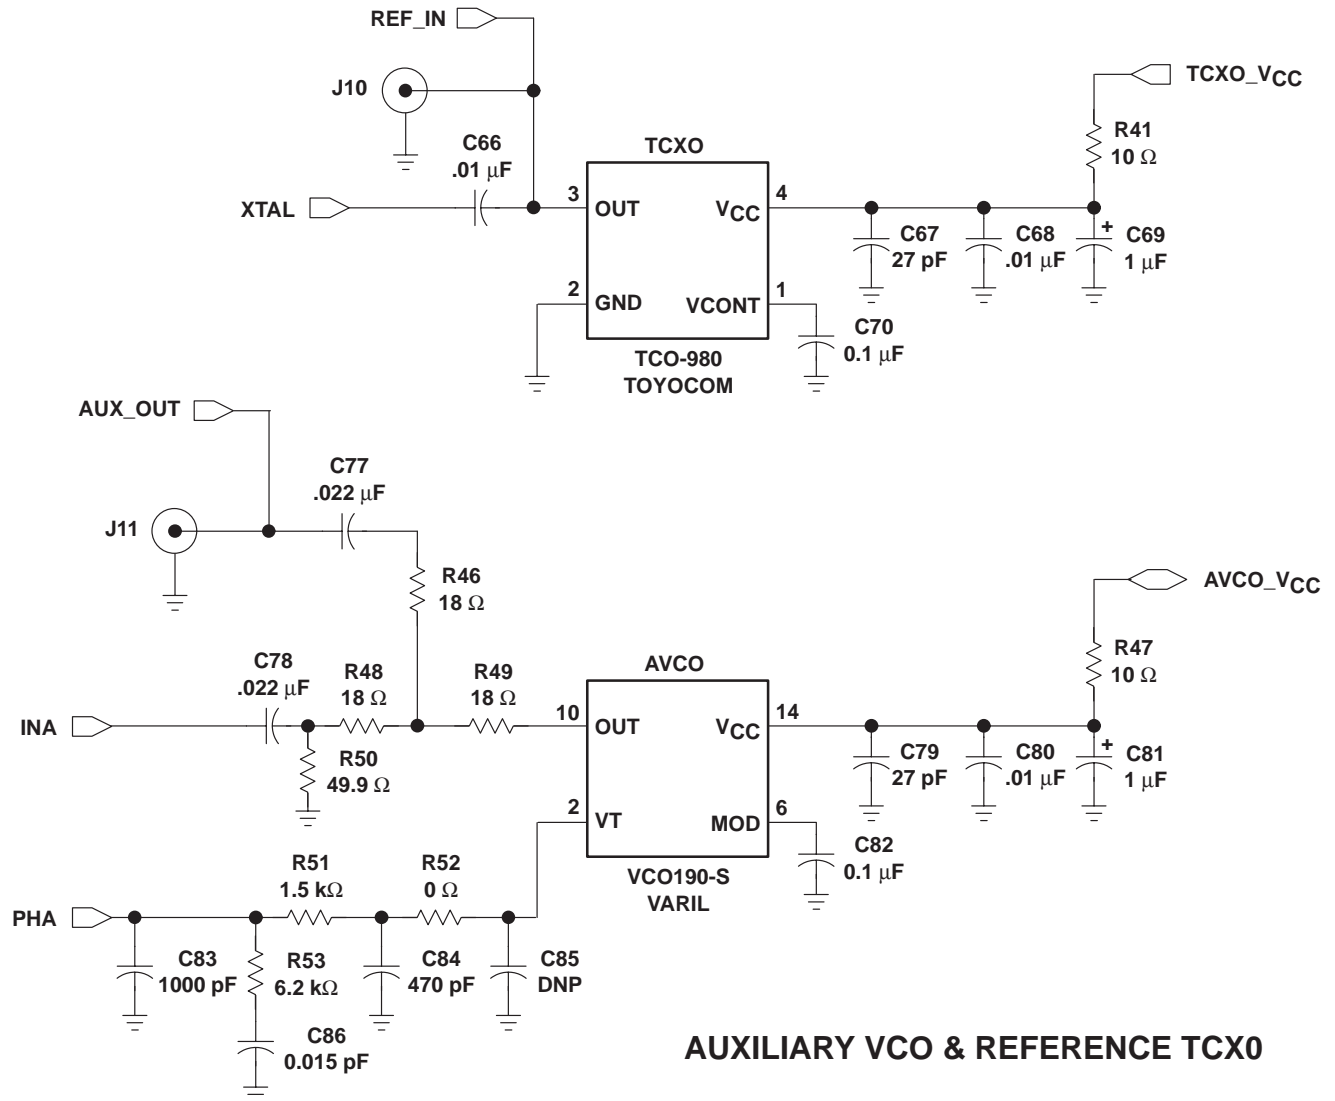 REF_IN
J10
TCXO_VCC
R41
10 Ω
C66
.01 μF
TCXO
XTAL
3
OUT
VCC
4
C67
27 pF
C68
.01 μF
+
C69
1 μF
2
GND
VCONT
1
C70
0.1 μF
TCO-980
TOYOCOM
AUX_OUT
C77
.022 μF
J11
R46
18 Ω
AVCO_VCC
R47
10 Ω
C78
.022 μF
R48
18 Ω
R49
18 Ω
AVCO
INA
10
OUT
VCC
14
R50
49.9 Ω
C79
27 pF
C80
.01 μF
+
C81
1 μF
2
VT
MOD
6
C82
0.1 μF
VCO190-S
VARIL
R51
1.5 kΩ
R52
0 Ω
PHA
C83
1000 pF
R53
6.2 kΩ
C84
470 pF
C85
DNP
C86
0.015 pF
AUXILIARY VCO & REFERENCE TCX0